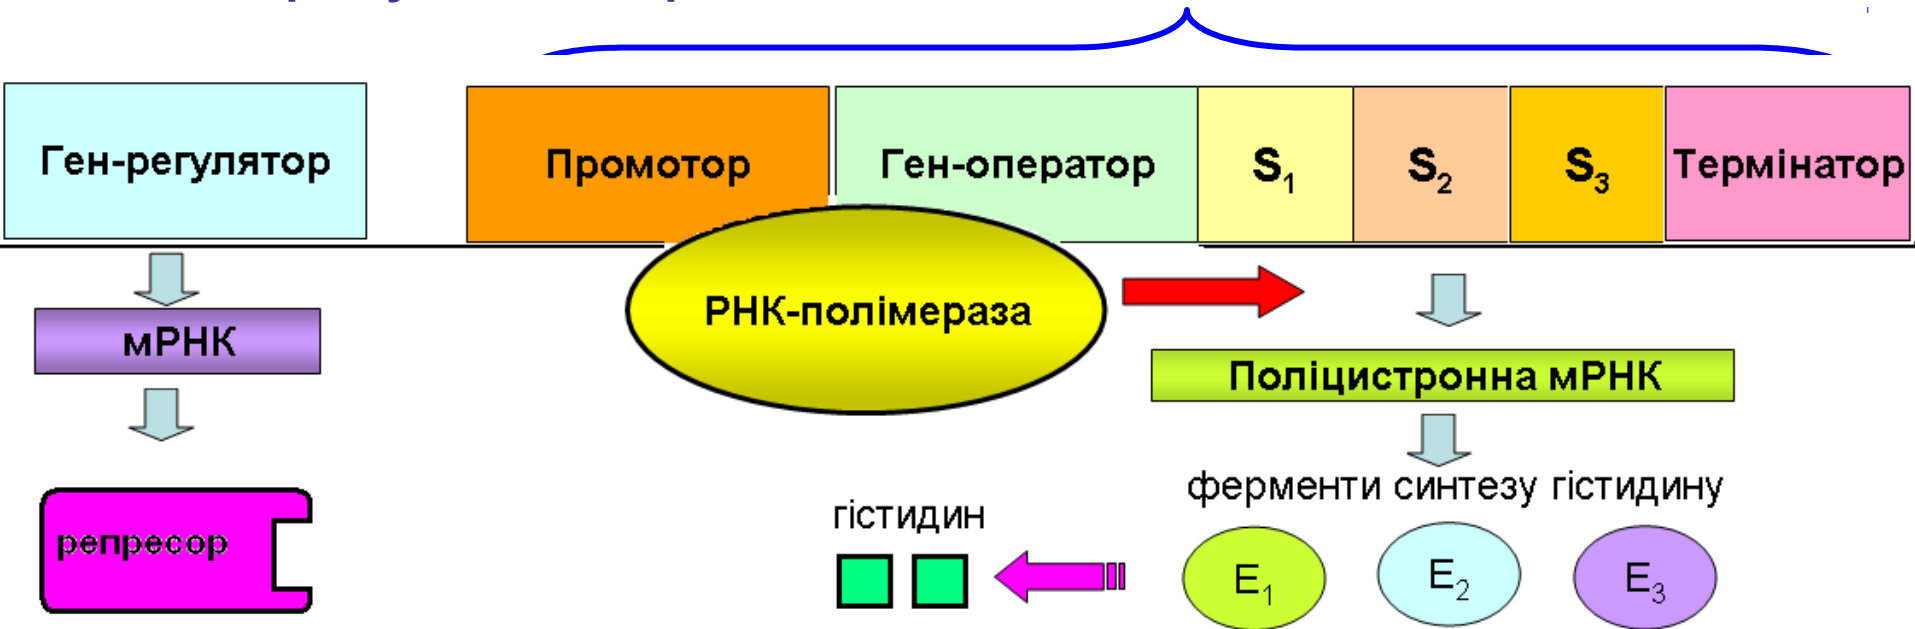 Ген-регулятор
Промотор
Ген-оператор
S1
S2
S3
Термінатор
РНК-полімераза
мРНК
Поліцистронна мРНК
ферменти синтезу гістидину
гістидин
репресор
E1
E2
E3